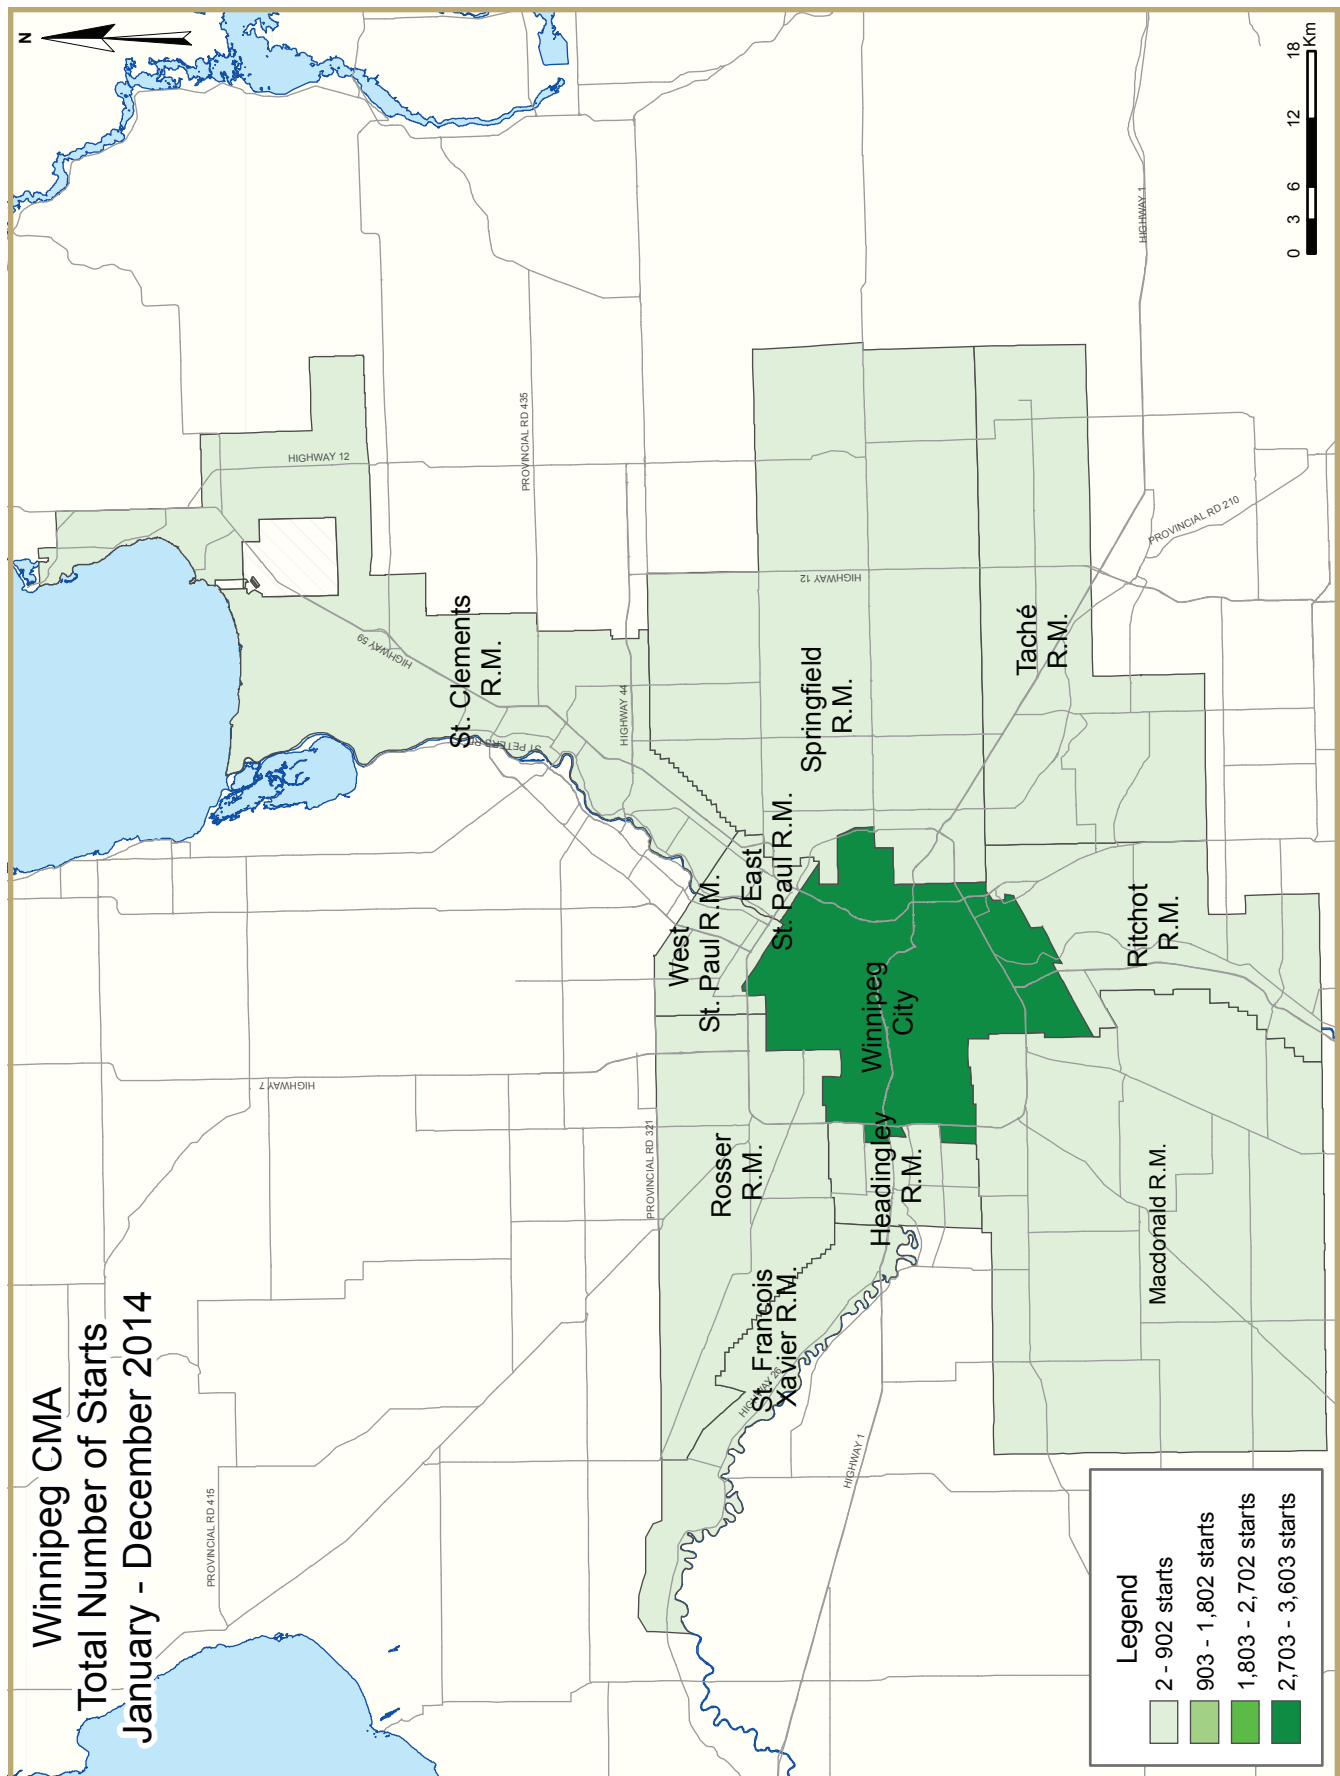 Winnipeg CMA
Total Number of Starts
January - December 2014
N
PROVINCIAL RD 415
HIGHWAY 7
HIGHWAY 12
PROVINCIAL RD 435
HIGHWAY 59
St. Clements
R.M.
ST PETERS RD
HIGHWAY 44
PROVINCIAL RD 321
West
St. Paul R.M.
East
St. Paul R.M.
Rosser
R.M.
St. Francois
Xavier R.M.
HIGHWAY 26
Springfield
R.M.
HIGHWAY 12
Winnipeg
City
Headingley
R.M.
HIGHWAY 1
Taché
R.M.
HIGHWAY 1
PROVINCIAL RD 210
Ritchot
R.M.
Macdonald R.M.
Legend
2 - 902 starts
903 - 1,802 starts
1,803 - 2,702 starts
2,703 - 3,603 starts
0 3 6 12 18
Km